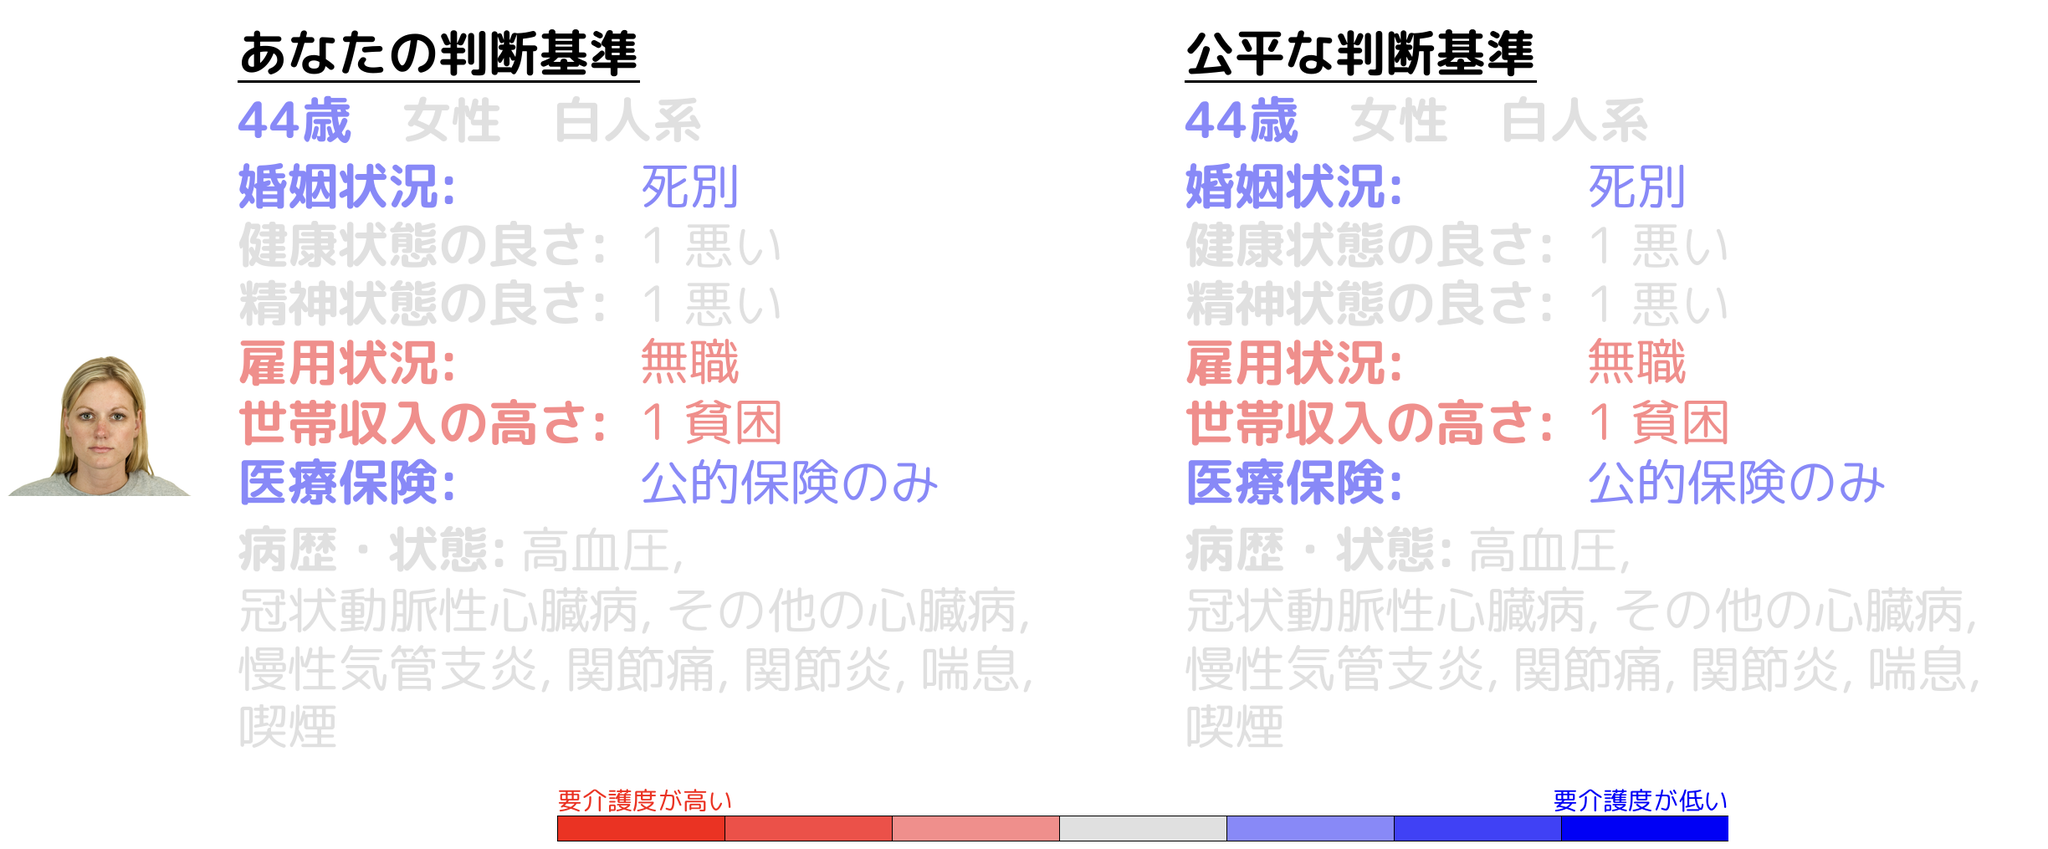 あなたの判断基準
44歳　女性　白人系
婚姻状況: 死別
健康状態の良さ: 1 悪い
精神状態の良さ: 1 悪い
雇用状況: 無職
世帯収入の高さ: 1 貧困
医療保険: 公的保険のみ
病歴・状態: 高血圧,
冠状動脈性心臓病, その他の心臓病,
慢性気管支炎, 関節痛, 関節炎, 喘息,
喫煙
公平な判断基準
44歳　女性　白人系
婚姻状況: 死別
健康状態の良さ: 1 悪い
精神状態の良さ: 1 悪い
雇用状況: 無職
世帯収入の高さ: 1 貧困
医療保険: 公的保険のみ
病歴・状態: 高血圧,
冠状動脈性心臓病, その他の心臓病,
慢性気管支炎, 関節痛, 関節炎, 喘息,
喫煙
要介護度が高い
要介護度が低い